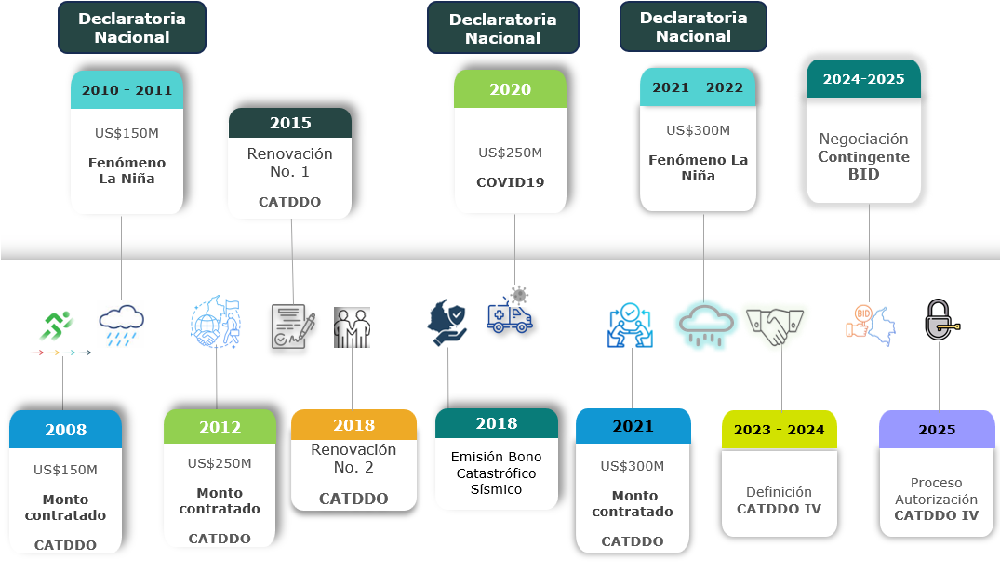 Declaratoria
Nacional
Declaratoria
Nacional
Declaratoria
Nacional
2010 - 2011
US$150M
Fenómeno
La Niña
2015
Renovación
No. 1
CATDDO
2020
US$250M
COVID19
2021 - 2022
US$300M
Fenómeno La
Niña
2024-2025
Negociación
Contingente
BID
BID
2008
US$150M
Monto
contratado
CATDDO
2012
US$250M
Monto
contratado
CATDDO
2018
Renovación
No. 2
CATDDO
2018
Emisión Bono
Catastrófico
Sísmico
2021
US$300M
Monto
contratado
CATDDO
2023 - 2024
Definición
CATDDO IV
2025
Proceso
Autorización
CATDDO IV